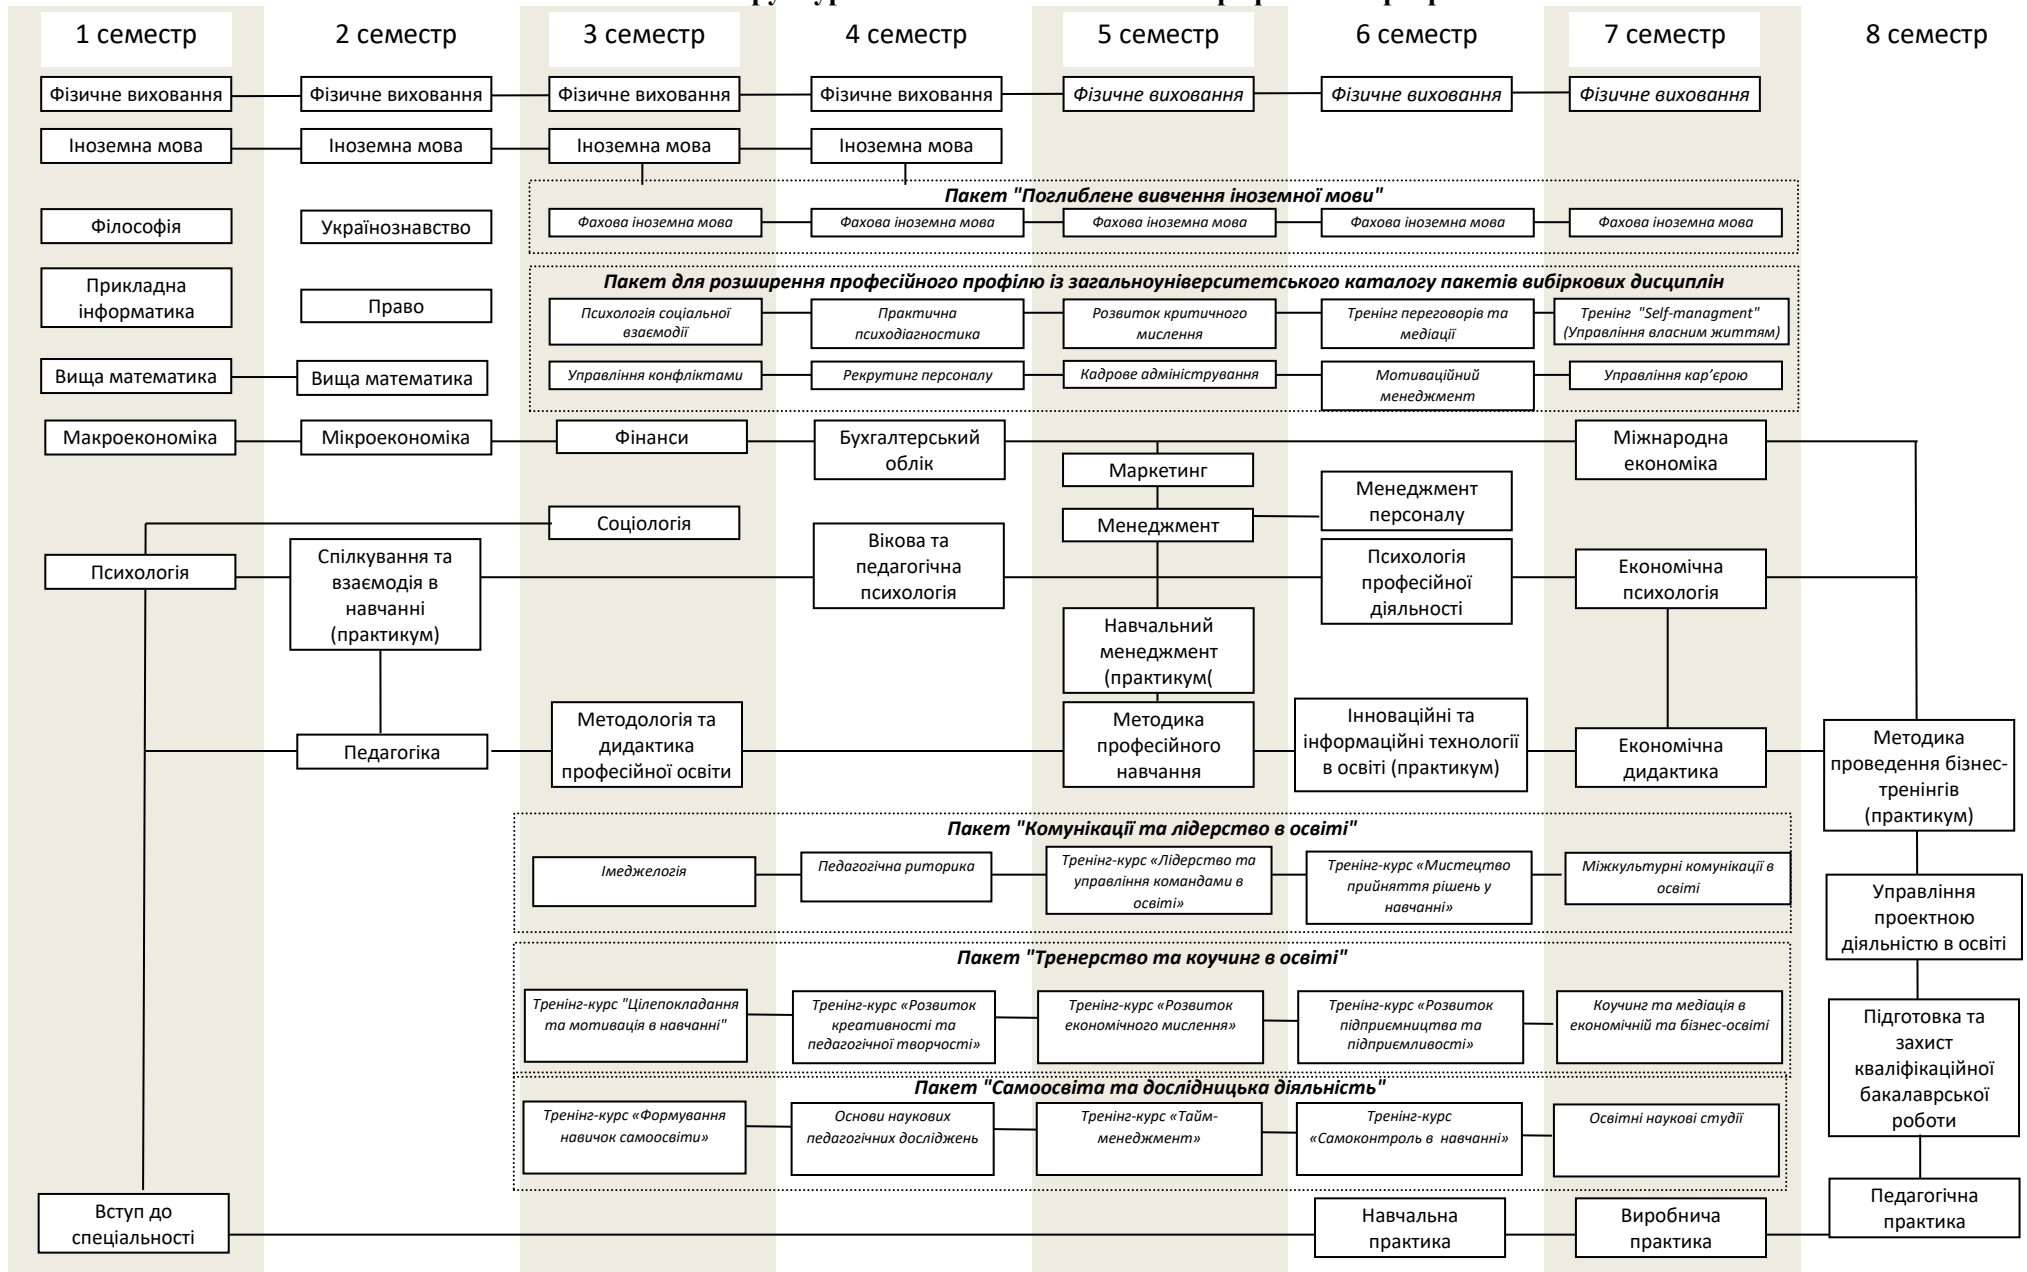 1 семестр
2 семестр
3 семестр
4 семестр
5 семестр
6 семестр
7 семестр
8 семестр
Фізичне виховання
Фізичне виховання
Фізичне виховання
Фізичне виховання
Фізичне виховання
Фізичне виховання
Фізичне виховання
Іноземна мова
Іноземна мова
Іноземна мова
Іноземна мова
Пакет "Поглиблене вивчення іноземної мови"
Філософія
Українознавство
Фахова іноземна мова
Фахова іноземна мова
Фахова іноземна мова
Фахова іноземна мова
Фахова іноземна мова
Пакет для розширення професійного профілю із загальноуніверситетського каталогу пакетів вибіркових дисциплін
Прикладна
інформатика
Право
Психологія соціальної
взаємодії
Практична
психодіагностика
Розвиток критичного
мислення
Тренінг переговорів та
медіації
Тренінг "Self-managment"
(Управління власним життям)
Вища математика
Вища математика
Управління конфліктами
Рекрутинг персоналу
Кадрове адміністрування
Мотиваційний
менеджмент
Управління кар’єрою
Макроекономіка
Мікроекономіка
Фінанси
Бухгалтерський
облік
Міжнародна
економіка
Маркетинг
Менеджмент
персоналу
Соціологія
Менеджмент
Психологія
Спілкування та
взаємодія в
навчанні
(практикум)
Вікова та
педагогічна
психологія
Психологія
професійної
діяльності
Економічна
психологія
Навчальний
менеджмент
(практикум(
Педагогіка
Методологія та
дидактика
професійної освіти
Методика
професійного
навчання
Інноваційні та
інформаційні технології
в освіті (практикум)
Економічна
дидактика
Методика
проведення бізнес-
тренінгів
(практикум)
Пакет "Комунікації та лідерство в освіті"
Імеджелогія
Педагогічна риторика
Тренінг-курс «Лідерство та
управління командами в
освіті»
Тренінг-курс «Мистецтво
прийняття рішень у
навчанні»
Міжкультурні комунікації в
освіті
Управління
проектною
діяльністю в освіті
Пакет "Тренерство та коучинг в освіті"
Тренінг-курс "Цілепокладання
та мотивація в навчанні"
Тренінг-курс «Розвиток
креативності та
педагогічної творчості»
Тренінг-курс «Розвиток
економічного мислення»
Тренінг-курс «Розвиток
підприємництва та
підприємливості»
Коучинг та медіація в
економічній та бізнес-освіті
Підготовка та
захист
кваліфікаційної
бакалаврської
роботи
Пакет "Самоосвіта та дослідницька діяльність"
Тренінг-курс «Формування
навичок самоосвіти»
Основи наукових
педагогічних досліджень
Тренінг-курс «Тайм-
менеджмент»
Тренінг-курс
«Самоконтроль в навчанні»
Освітні наукові студії
Вступ до
спеціальності
Навчальна
практика
Виробнича
практика
Педагогічна
практика